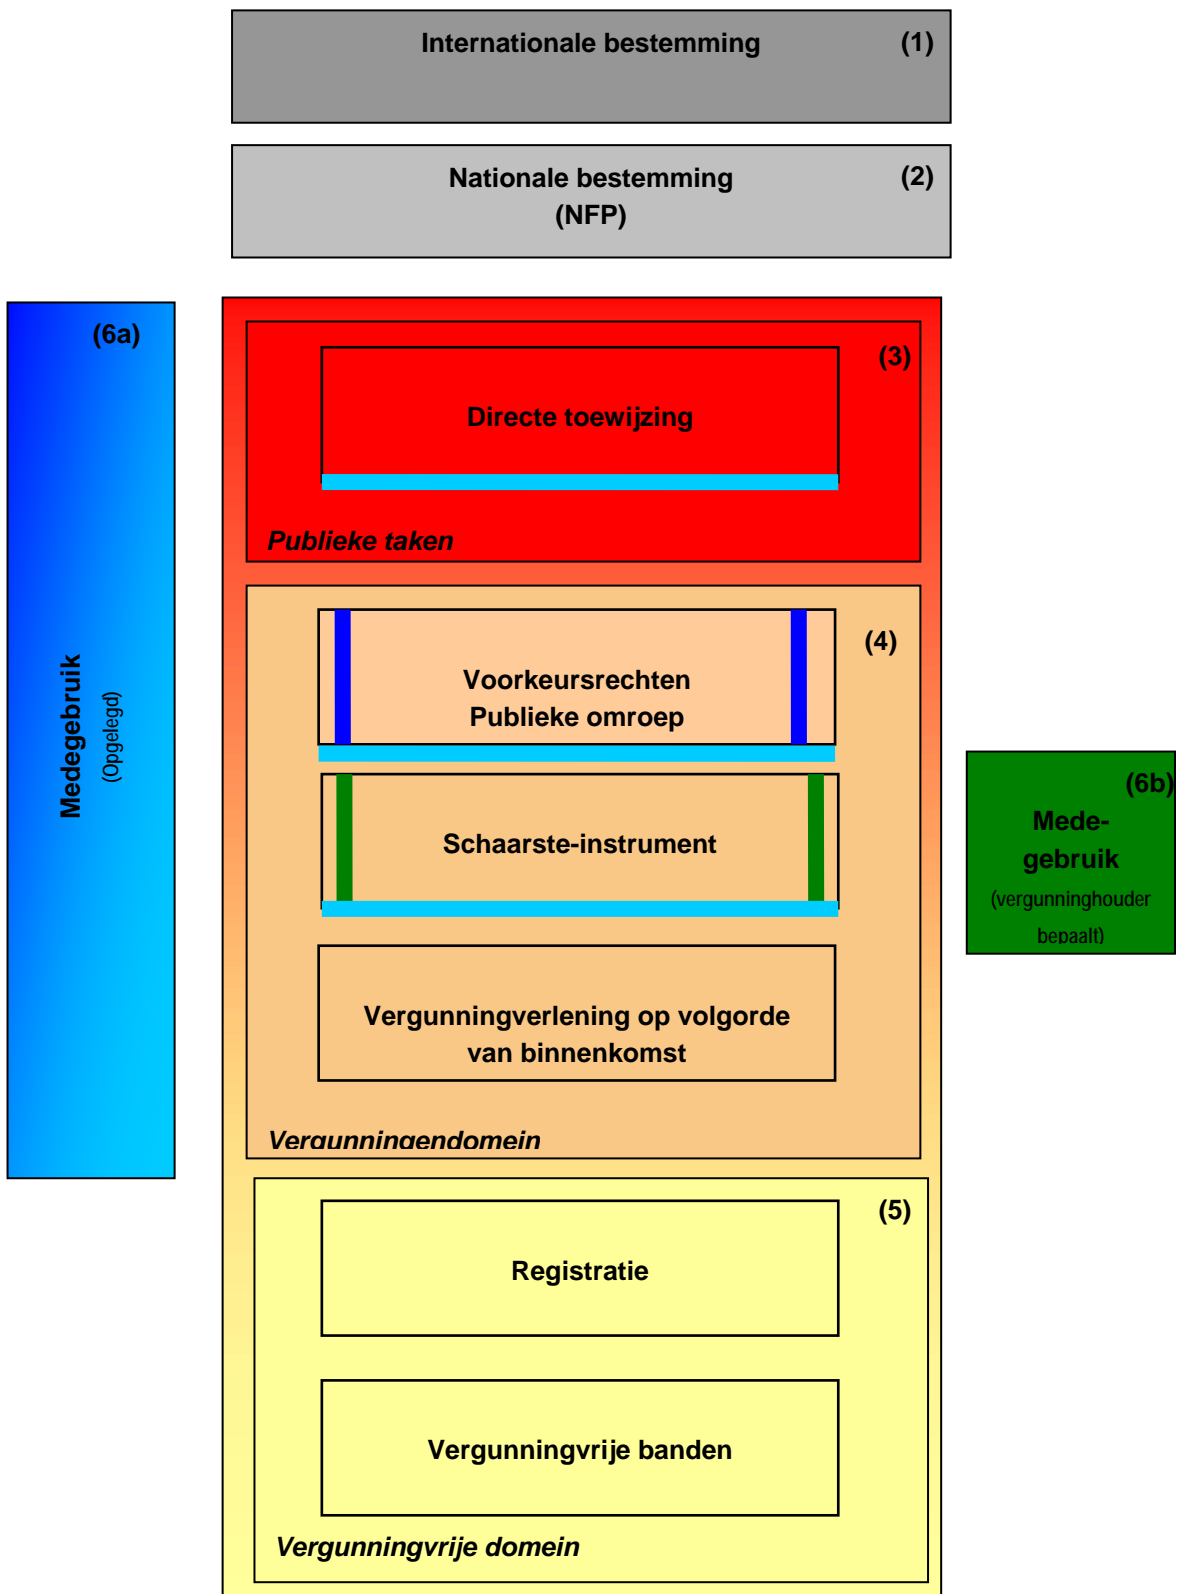 Internationale bestemming
(1)
Nationale bestemming
(NFP)
(2)
(6a)
Medegebruik
(Opgelegd)
(3)
Directe toewijzing
Publieke taken
(4)
Voorkeursrechten
Publieke omroep
Schaarste-instrument
Vergunningverlening op volgorde
van binnenkomst
Vergunningendomein
(6b)
Mede-
gebruik
(vergunninghouder
bepaalt)
(5)
Registratie
Vergunningvrije banden
Vergunningvrije domein